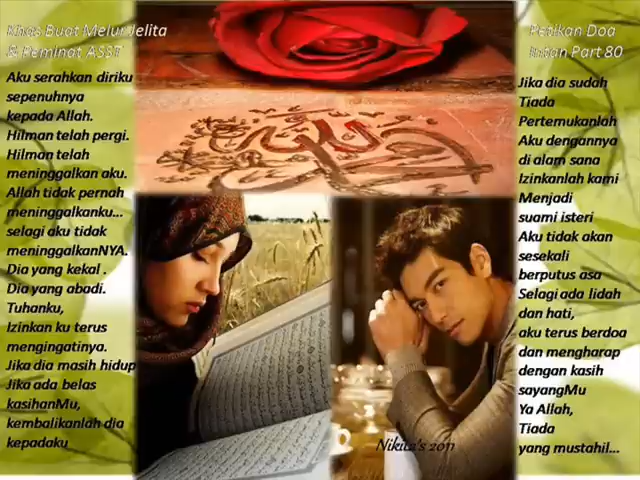 Khas Buat Melur Jelita
& Peminat ASST
Aku serahkan diriku
sepenuhnya
kepada Allah.
Hilman telah pergi.
Hilman telah
meninggalkan aku.
Allah tidak pernah
meninggalkanku...
selagi aku tidak
meninggalkanNYA.
Dia yang kekal .
Dia yang abadi.
Tuhanku,
Izinkan ku terus
mengingatinya.
Jika dia masih hidup
Jika ada belas
kasihanMu,
kembalikanlah dia
kepadaku
Petikan Doa
Intan Part 80
Jika dia sudah
Tiada
Pertemukanlah
Aku dengannya
di alam sana
Izinkanlah kami
Menjadi
suami isteri
Aku tidak akan
sesekali
berputus asa
Selagi ada lidah
dan hati,
aku terus berdoa
dan mengharap
dengan kasih
sayangMu
Ya Allah,
Tiada
yang mustahil...
Nikita's 2011